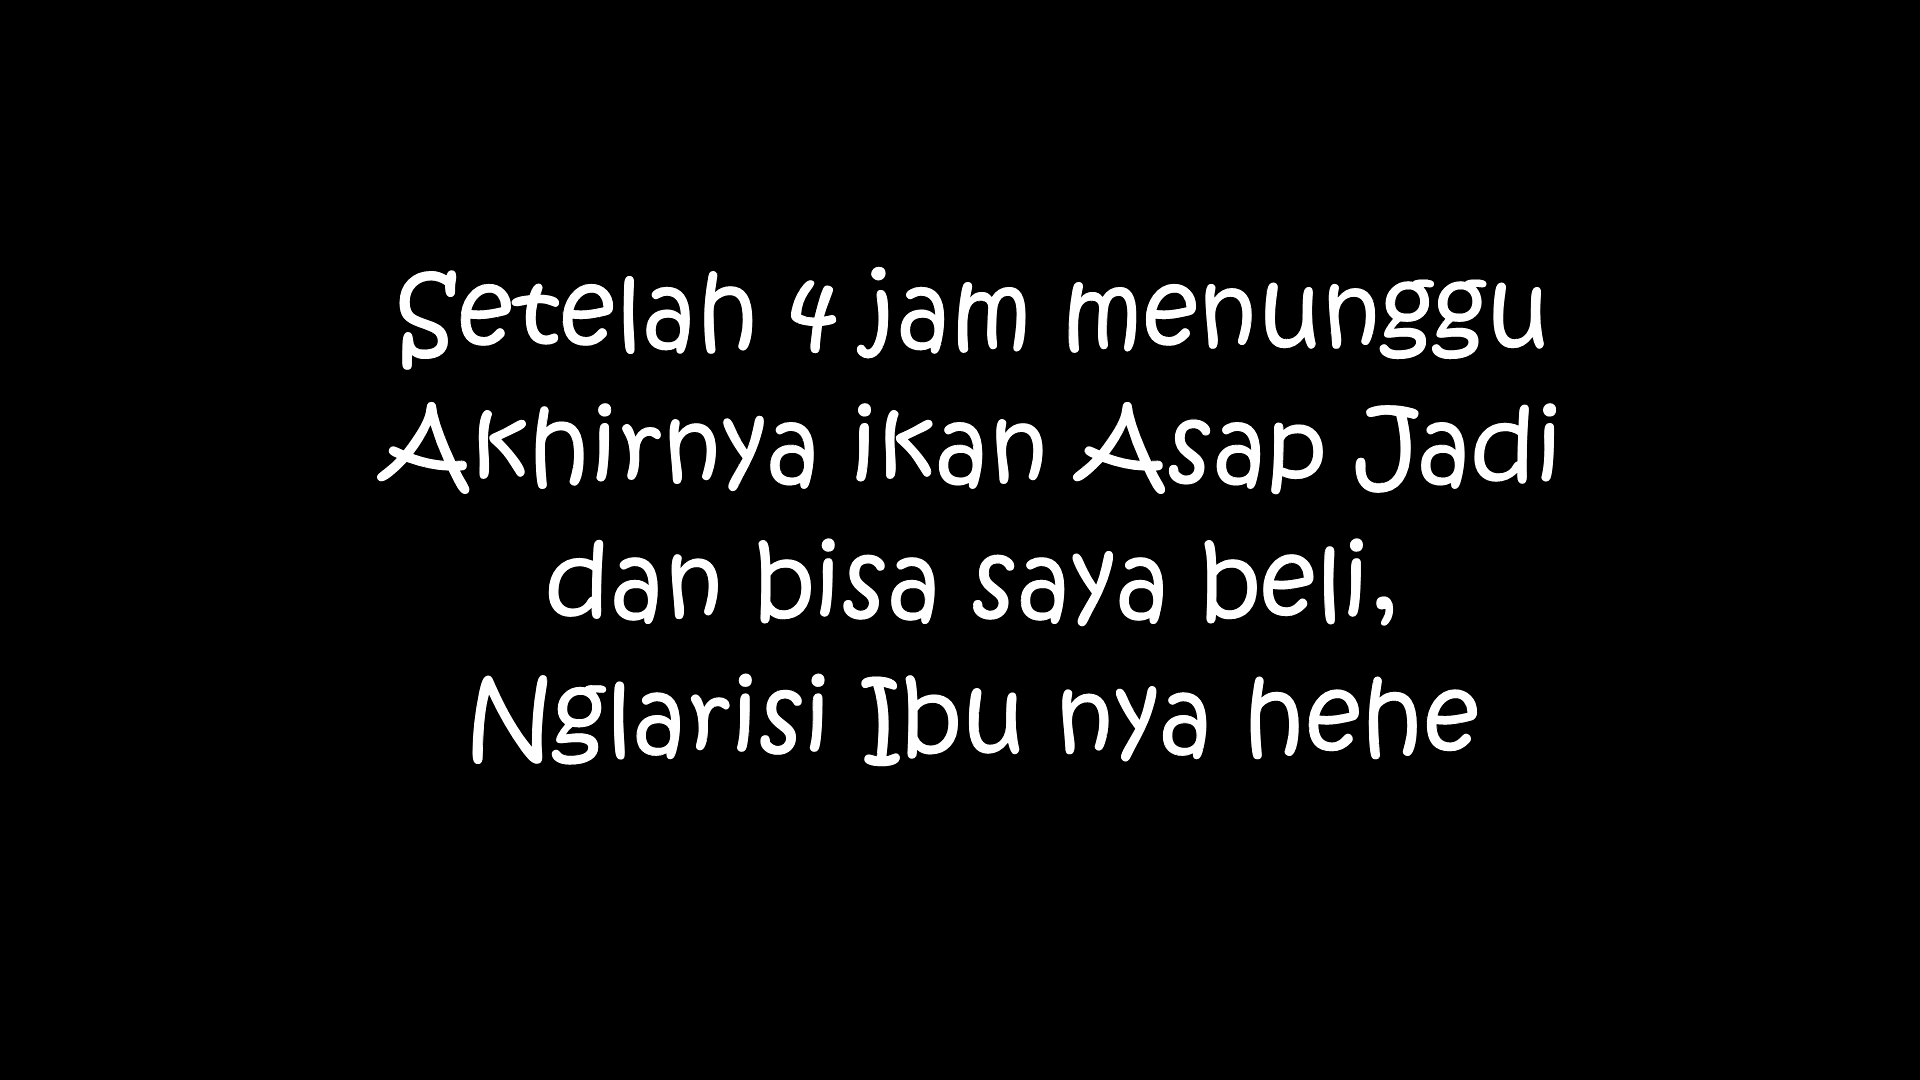 Setelah 4 jam menunggu
Akhirnya ikan Asap Jadi
dan bisa saya beli,
Nglarisi Ibu nya hehe